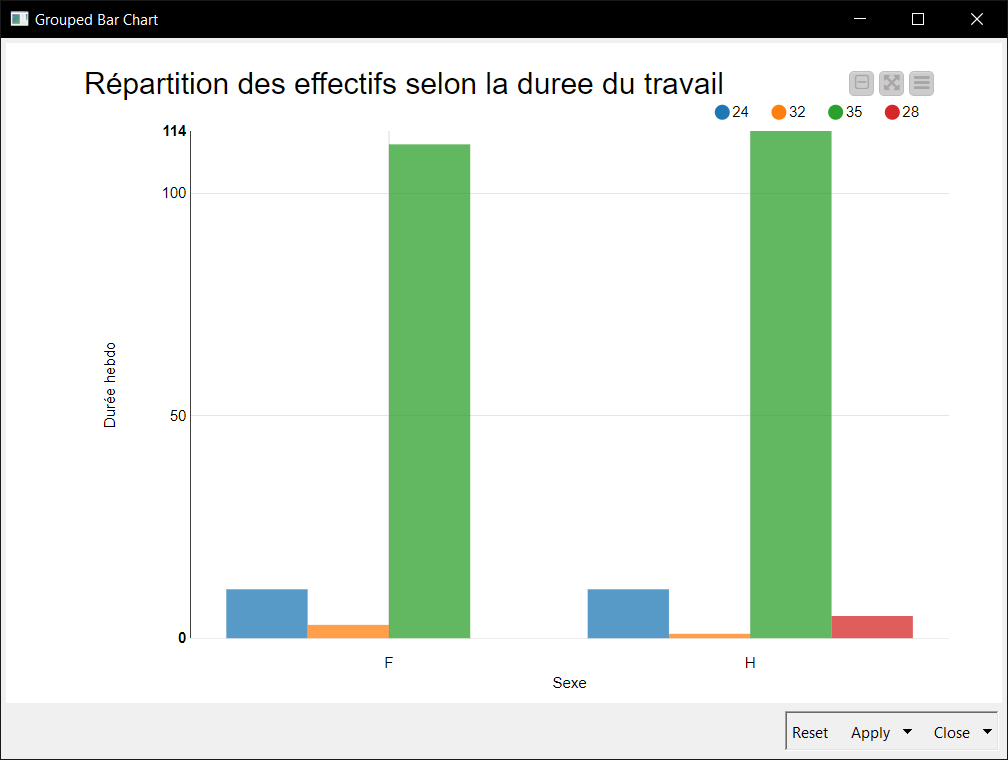 Grouped Bar Chart
Répartition des effectifs selon la duree du travail
24 32 35 28
114
100
50
0
Durée hebdo
F H
Sexe
Reset Apply Close